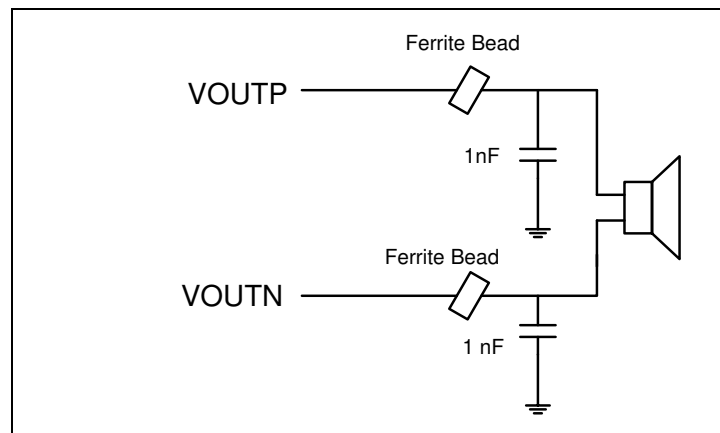 Ferrite Bead
VOUTP
1nF
Ferrite Bead
VOUTN
1 nF